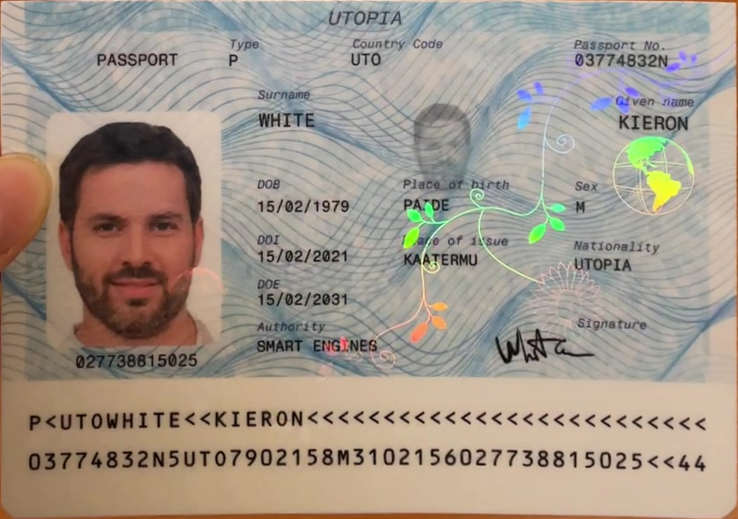 UTOPIA
PASSPORT
Type
P
Country Code
UTO
Passport No.
03774832N
Surname
WHITE
Given name
KIERON
DOB
15/02/1979
Place of birth
PAIDE
Sex
M
DOI
15/02/2021
Place of issue
KAATERMU
Nationality
UTOPIA
DOE
15/02/2031
Authority
SMART ENGINES
Signature
027738815025
P<UTOWHITE<<KIERON<<<<<<<<<<<<<<<<<<<<<<<<<<
03774832N5UTO7902158M3102156027738815025<<44